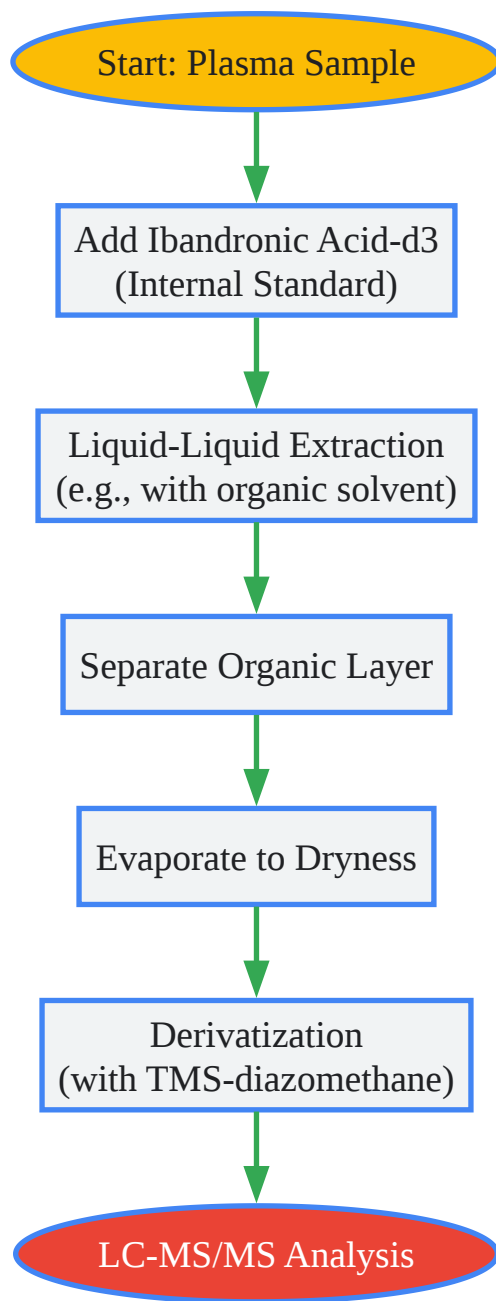 Start: Plasma Sample
Add Ibandronic Acid-d3
(Internal Standard)
Liquid-Liquid Extraction
(e.g., with organic solvent)
Separate Organic Layer
Evaporate to Dryness
Derivatization
(with TMS-diazomethane)
LC-MS/MS Analysis